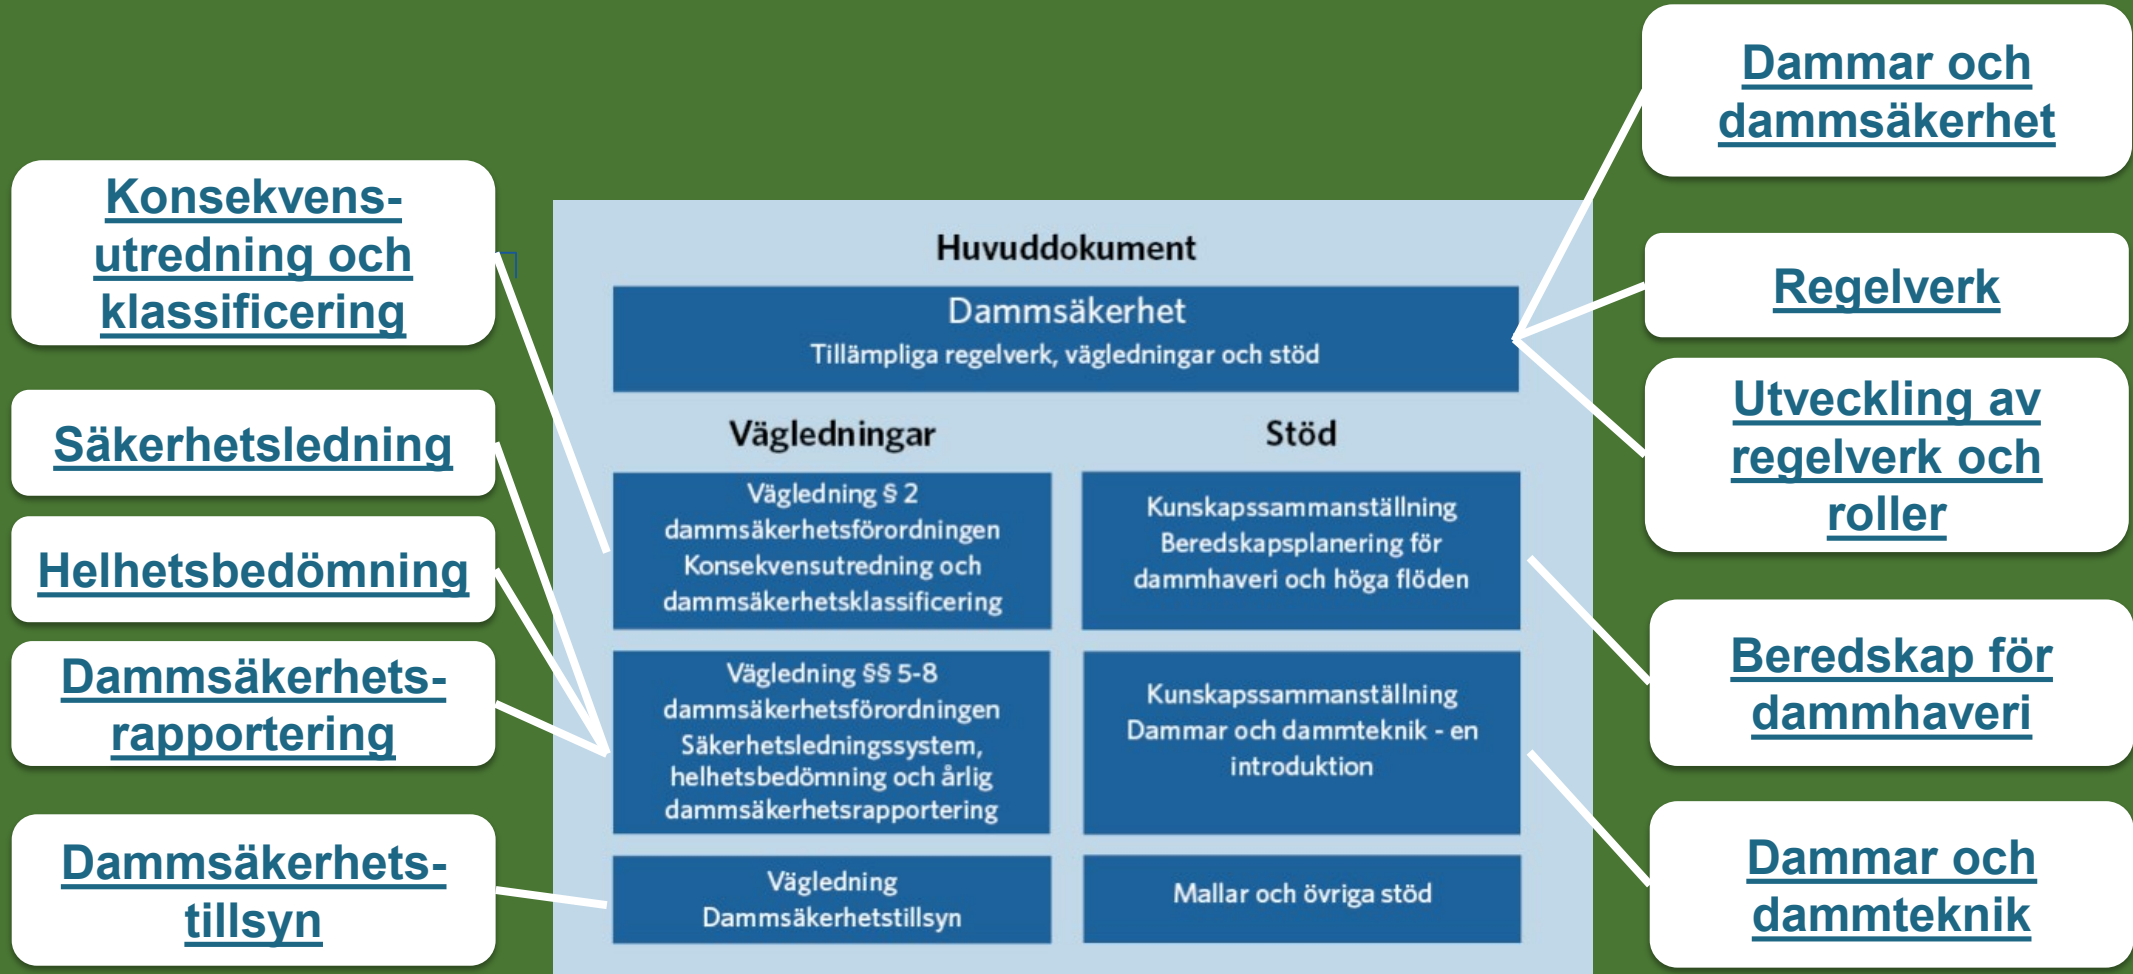 Konsekvens-
utredning och
klassificering
Säkerhetsledning
Helhetsbedömning
Dammsäkerhets-
rapportering
Dammsäkerhets-
tillsyn
Huvuddokument
Dammsäkerhet
Tillämpliga regelverk, vägledningar och stöd
Vägledningar
Vägledning § 2
dammsäkerhetsförordningen
Konsekvensutredning och
dammsäkerhetsklassificering
Vägledning §§ 5-8
dammsäkerhetsförordningen
Säkerhetsledningssystem,
helhetsbedömning och årlig
dammsäkerhetsrapportering
Vägledning
Dammsäkerhetstillsyn
Stöd
Kunskapssammanställning
Beredskapsplanering för
dammhaveri och höga flöden
Kunskapssammanställning
Dammar och dammteknik - en
introduktion
Mallar och övriga stöd
Dammar och
dammsäkerhet
Regelverk
Utveckling av
regelverk och
roller
Beredskap för
dammhaveri
Dammar och
dammteknik